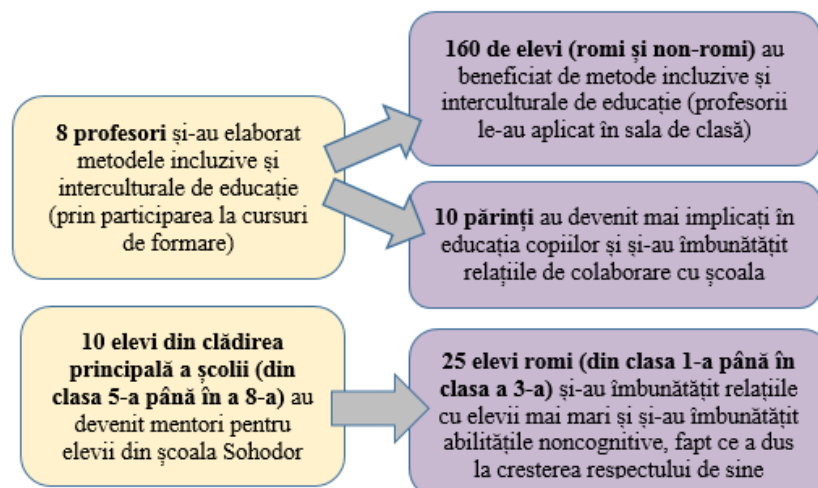 160 de elevi (romi și non-romi) au
beneficiat de metode incluzive și
interculturale de educație (profesorii
le-au aplicat în sala de clasă)
8 profesori și-au elaborat
metodele incluzive și
interculturale de educație
(prin participarea la cursuri
de formare)
10 părinți au devenit mai implicați în
educația copiilor și și-au îmbunătățit
relațiile de colaborare cu școala
10 elevi din clădirea
principală a școlii (din
clasa 5-a până în a 8-a) au
devenit mentori pentru
elevii din școala Sohodor
25 elevi romi (din clasa 1-a până în
clasa a 3-a) și-au îmbunătățit relațiile
cu elevii mai mari și și-au îmbunătățit
abilitățile noncognitive, fapt ce a dus
la cresterea respectului de sine